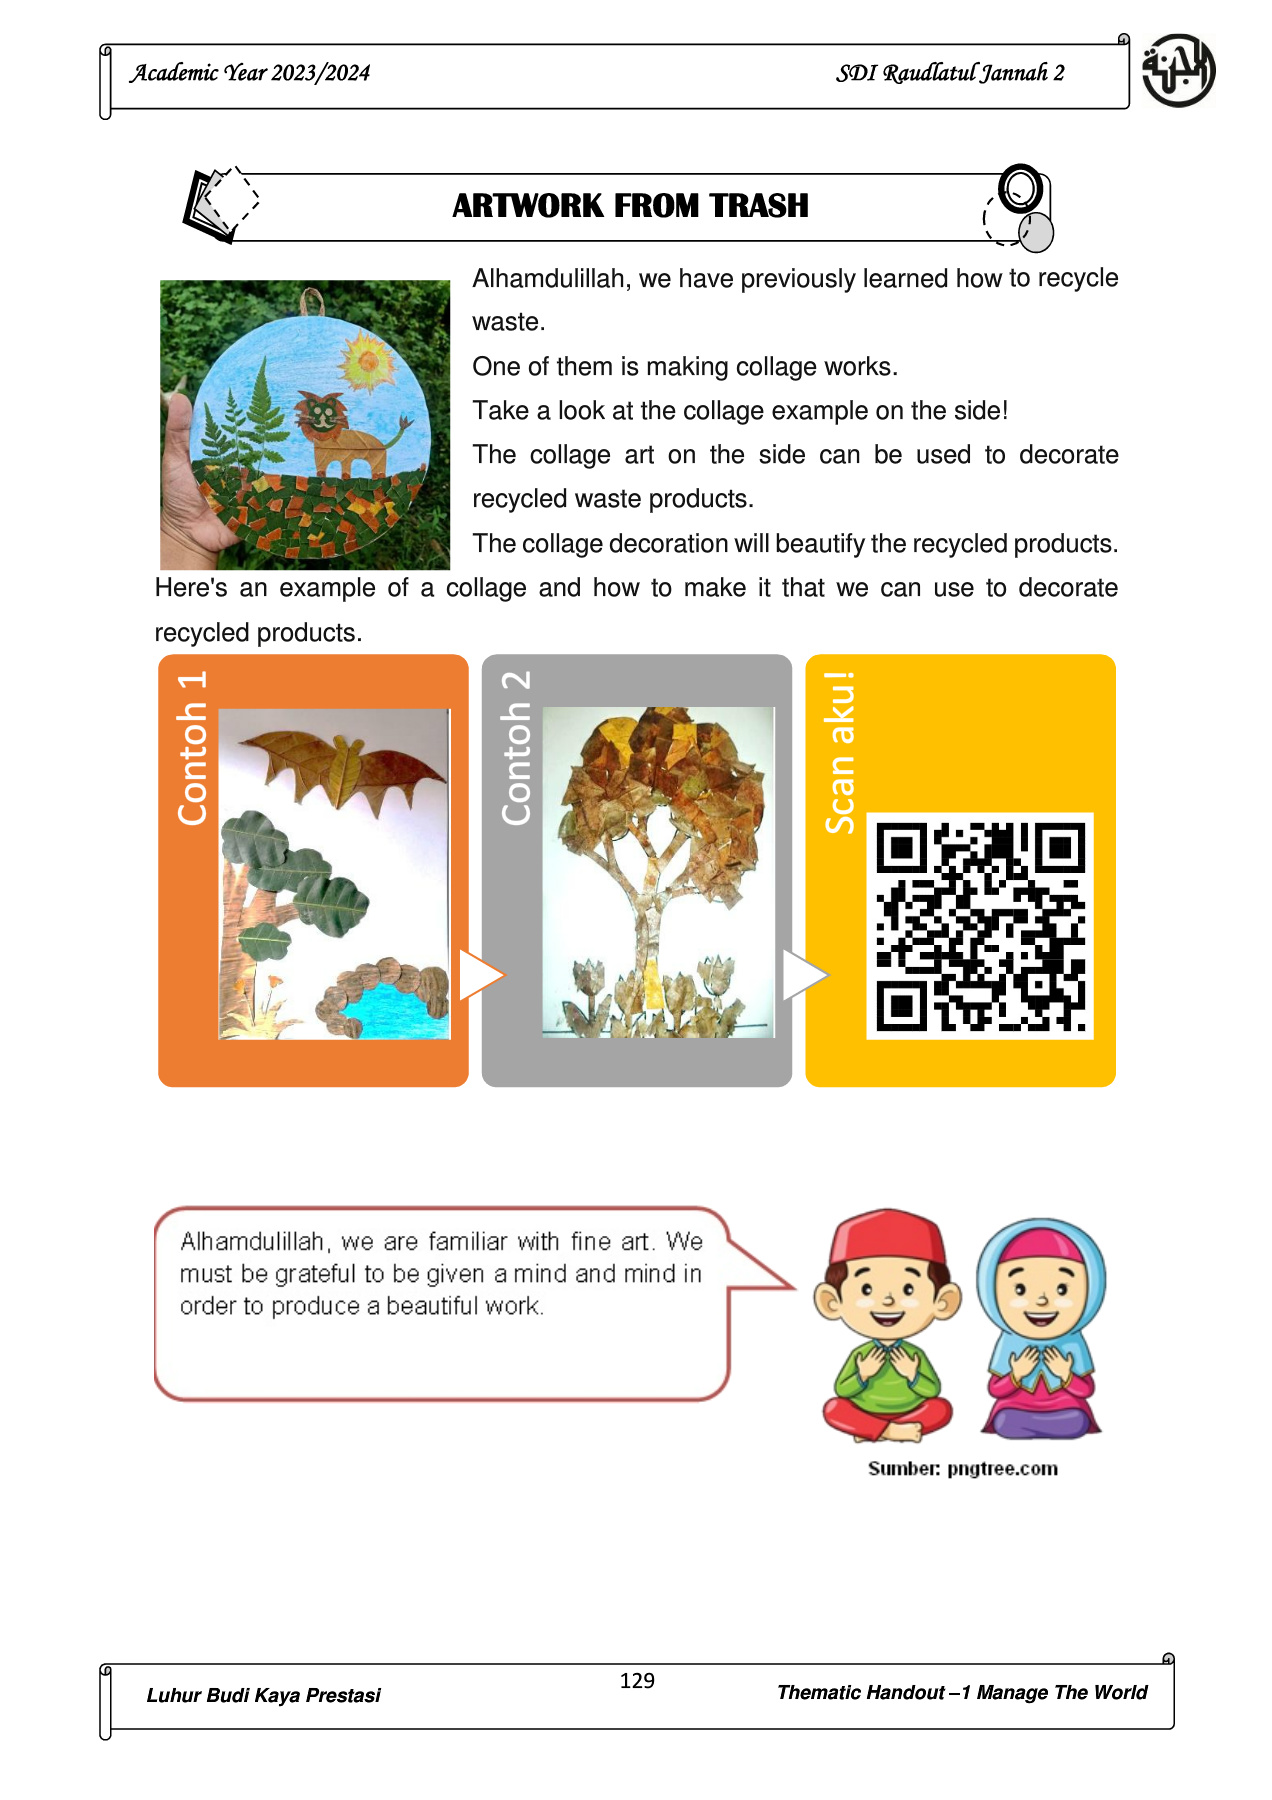 Academic Year 2023/2024
SDI Raudlatul Jannah 2
ARTWORK FROM TRASH
Alhamdulillah, we have previously learned how to recycle
waste.
One of them is making collage works.
Take a look at the collage example on the side!
The collage art on the side can be used to decorate
recycled waste products.
The collage decoration will beautify the recycled products.
Here's an example of a collage and how to make it that we can use to decorate
recycled products.
Contoh 1
Contoh 2
Scan aku!
Alhamdulillah, we are familiar with fine art. We
must be grateful to be given a mind and mind in
order to produce a beautiful work.
Sumber: pngtree.com
Luhur Budi Kaya Prestasi
129
Thematic Handout –1 Manage The World